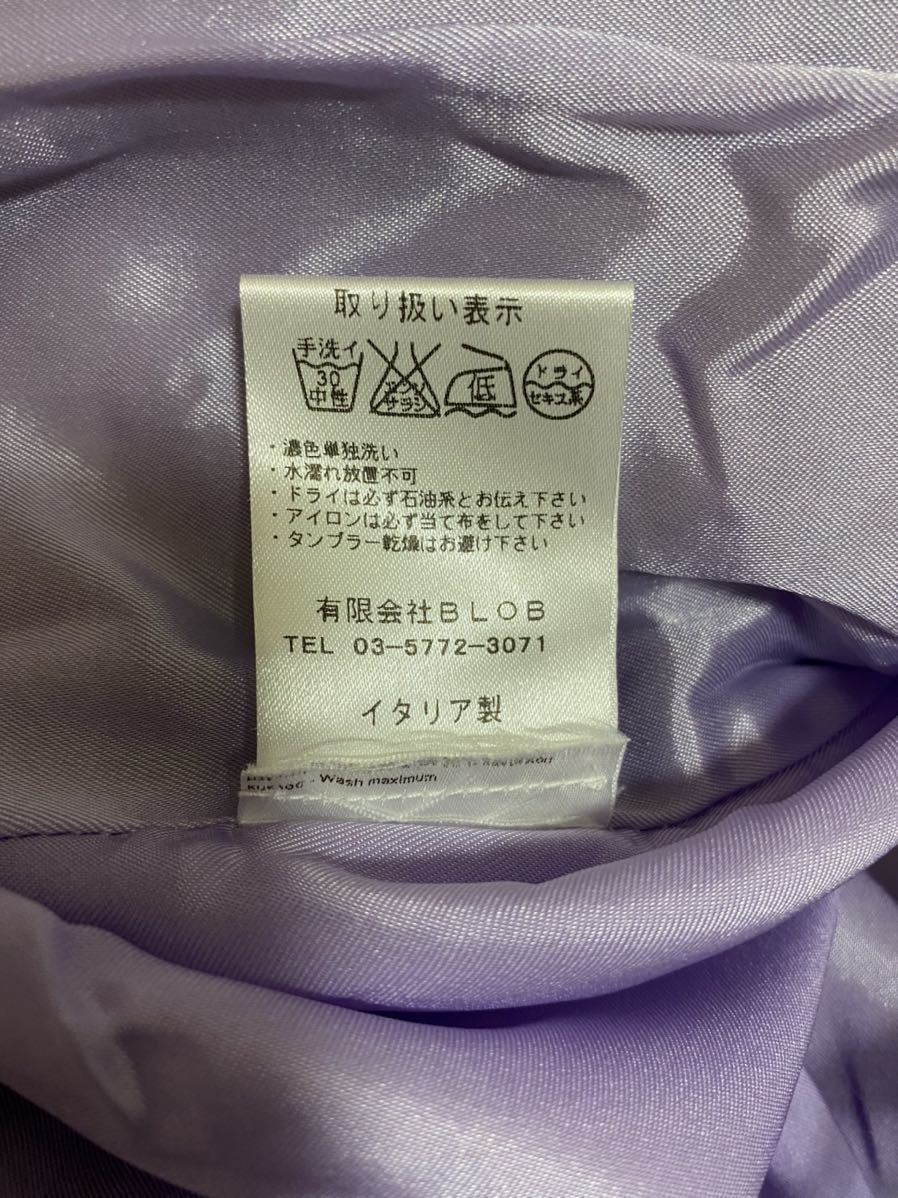 取り扱い表示
手洗イ
30
中性
エンソ
サラシ
低
ドライ
セキユ系
・濃色単独洗い
・水濡れ放置不可
・ドライは必ず石油系とお伝え下さい
・アイロンは必ず当て布をして下さい
・タンブラー乾燥はお避け下さい
有限会社BLOB
TEL 03-5772-3071
イタリア製
- Wash maximum